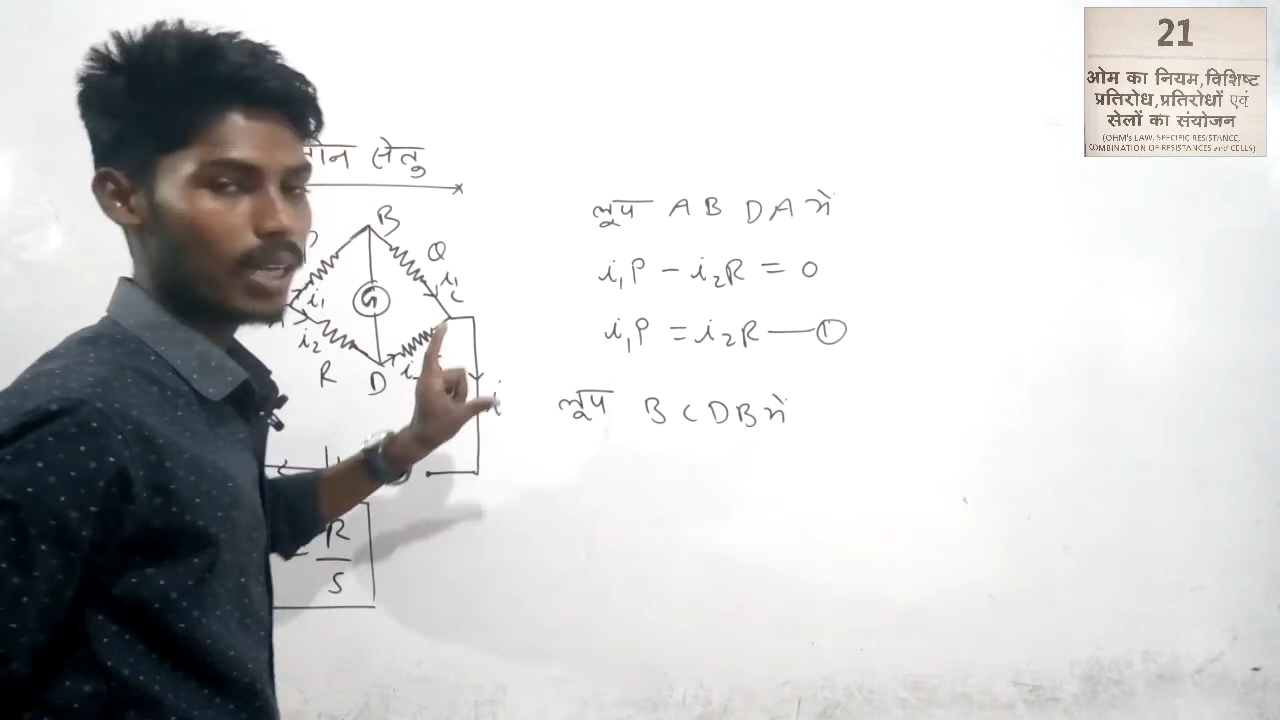 21
ओम का नियम,विशिष्ट
प्रतिरोध,प्रतिरोधों एवं
सेलों का संयोजन
(OHM's LAW, SPECIFIC RESISTANCE,
COMBINATION OF RESISTANCES and CELLS)
सेतु
B
P
Q
i₁
i₁
C
G
i₂
R
D
i
R
S
लूप A B D A में
i₁P - i₂R = 0
i₁P = i₂R — ①
लूप B C D B में